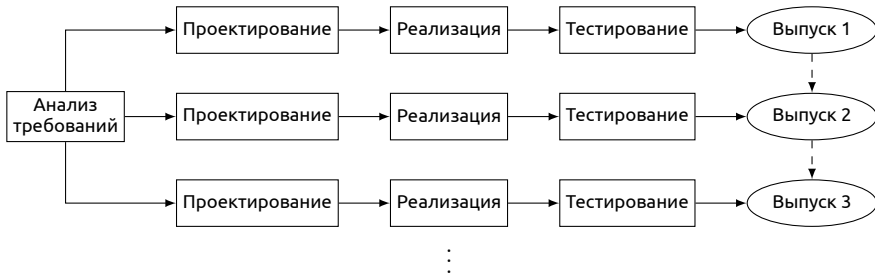 Проектирование
Реализация
Тестирование
Выпуск 1
Анализ
требований
Проектирование
Реализация
Тестирование
Выпуск 2
Проектирование
Реализация
Тестирование
Выпуск 3